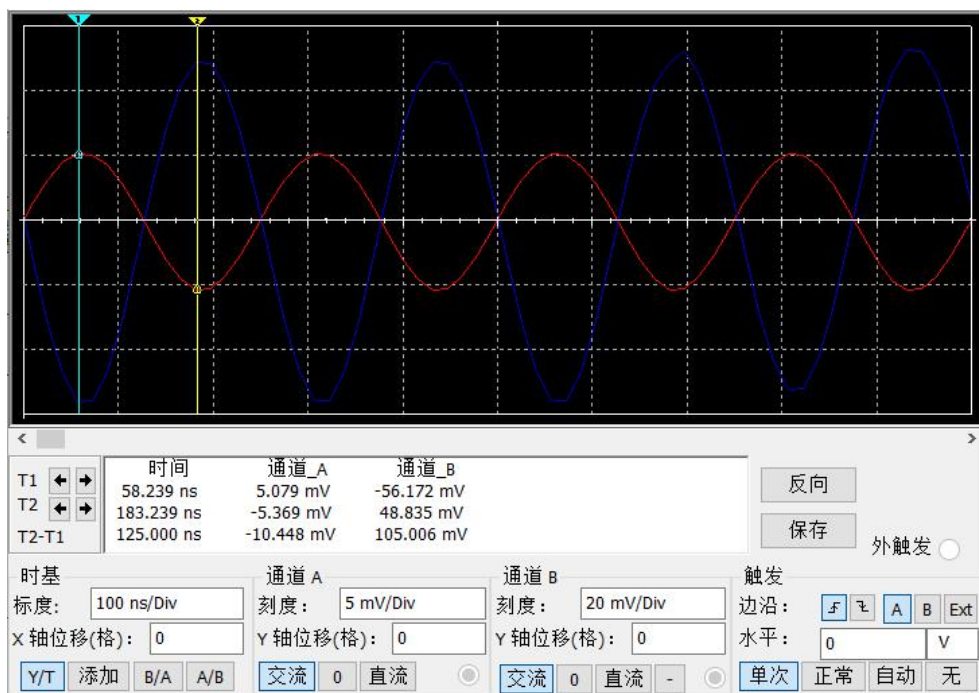 1 2
T1
T2
T2-T1
时间 通道_A 通道_B
58.239 ns 5.079 mV -56.172 mV
183.239 ns -5.369 mV 48.835 mV
125.000 ns -10.448 mV 105.006 mV
反向
保存
外触发
时基
标度: 100 ns/Div
X 轴位移(格): 0
Y/T 添加 B/A A/B
通道 A
刻度: 5 mV/Div
Y 轴位移(格): 0
交流 0 直流
通道 B
刻度: 20 mV/Div
Y 轴位移(格): 0
交流 0 直流 -
触发
边沿: A B Ext
水平: 0 V
单次 正常 自动 无